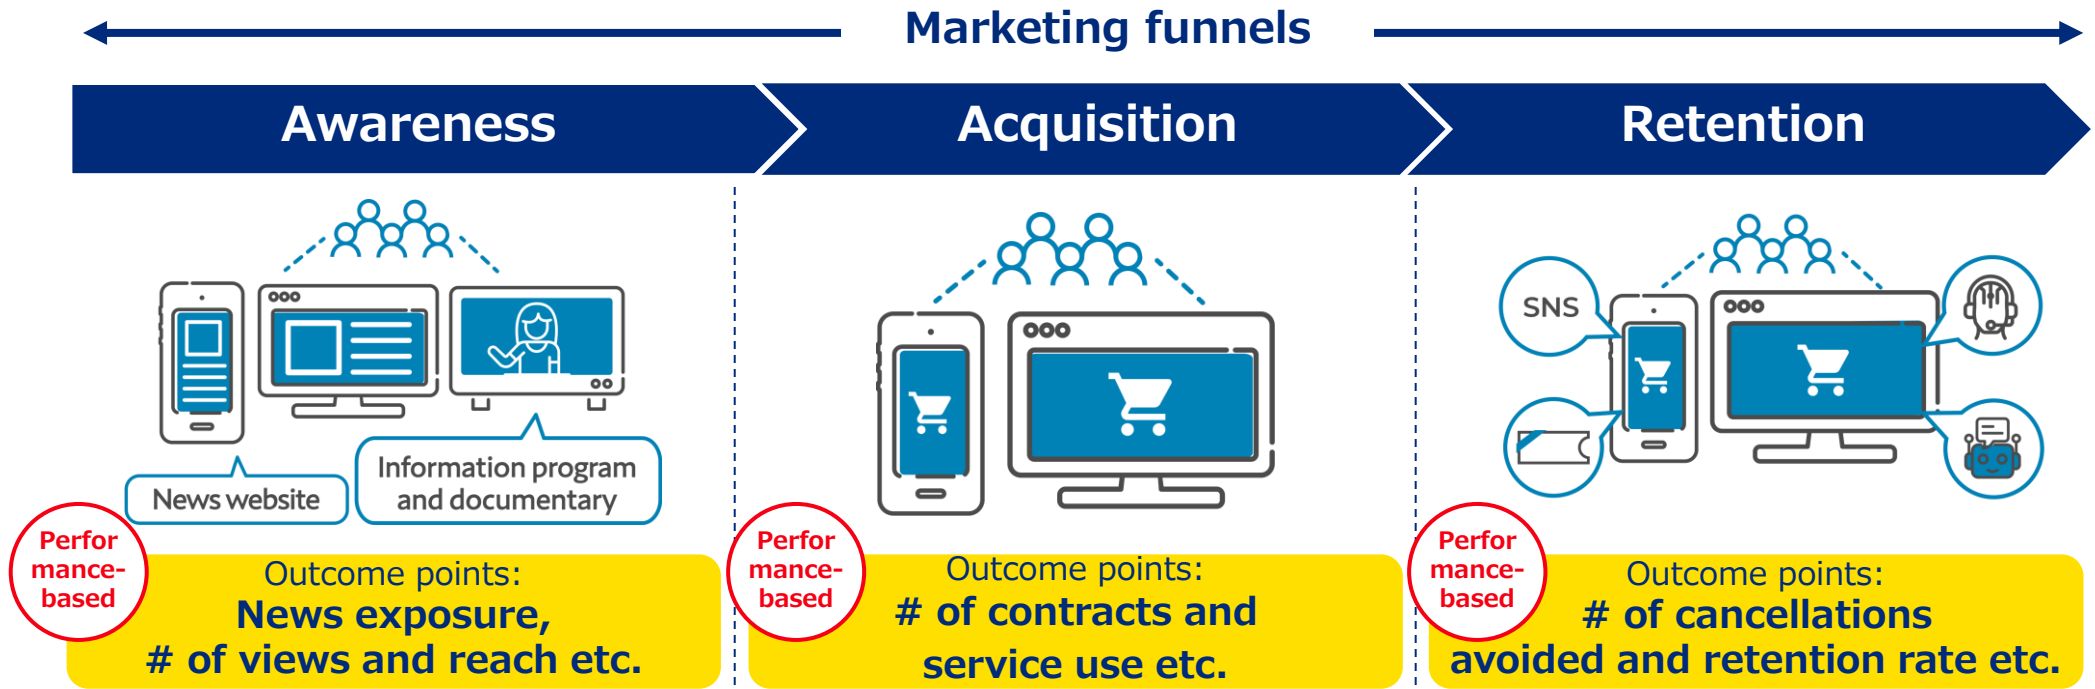 Marketing funnels
Awareness
Acquisition
Retention
News website
Information program
and documentary
SNS
Perfor
mance-
based
Outcome points:
News exposure,
# of views and reach etc.
Perfor
mance-
based
Outcome points:
# of contracts and
service use etc.
Perfor
mance-
based
Outcome points:
# of cancellations
avoided and retention rate etc.